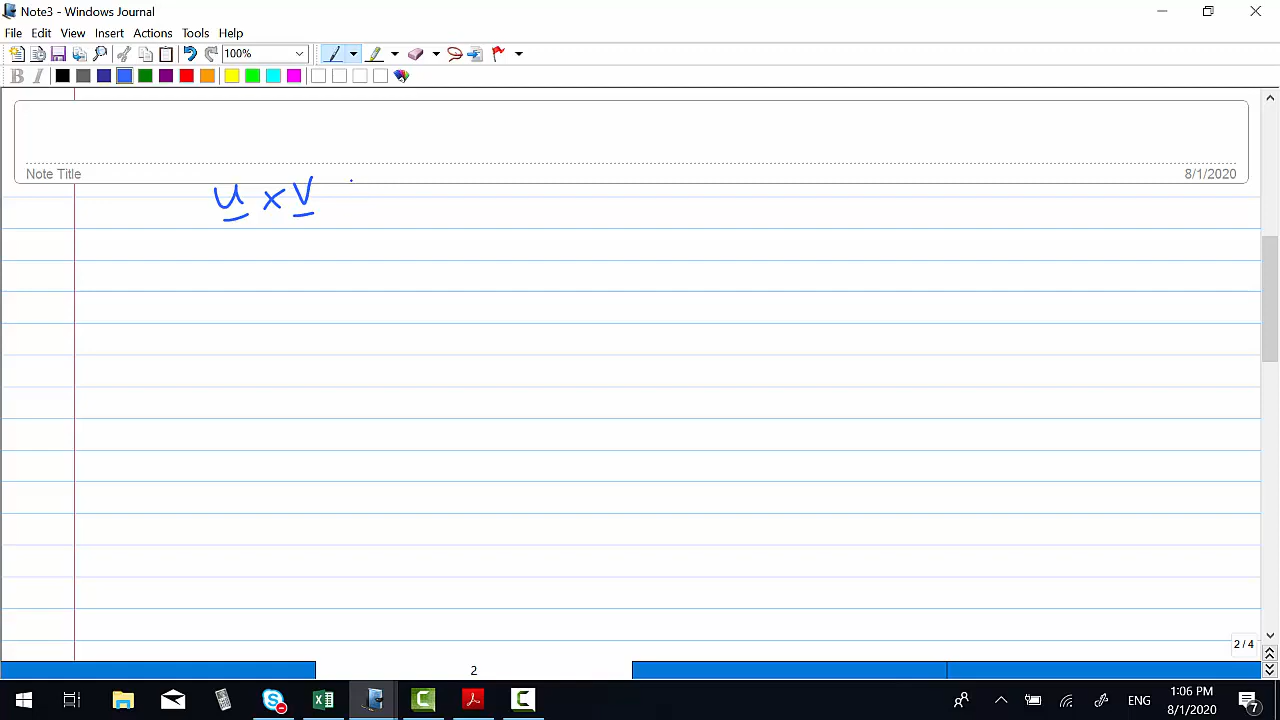 Note3 - Windows Journal
File Edit View Insert Actions Tools Help
100%
B I
Note Title
8/1/2020
u × v
2 / 4
2
ENG
1:06 PM
8/1/2020
7